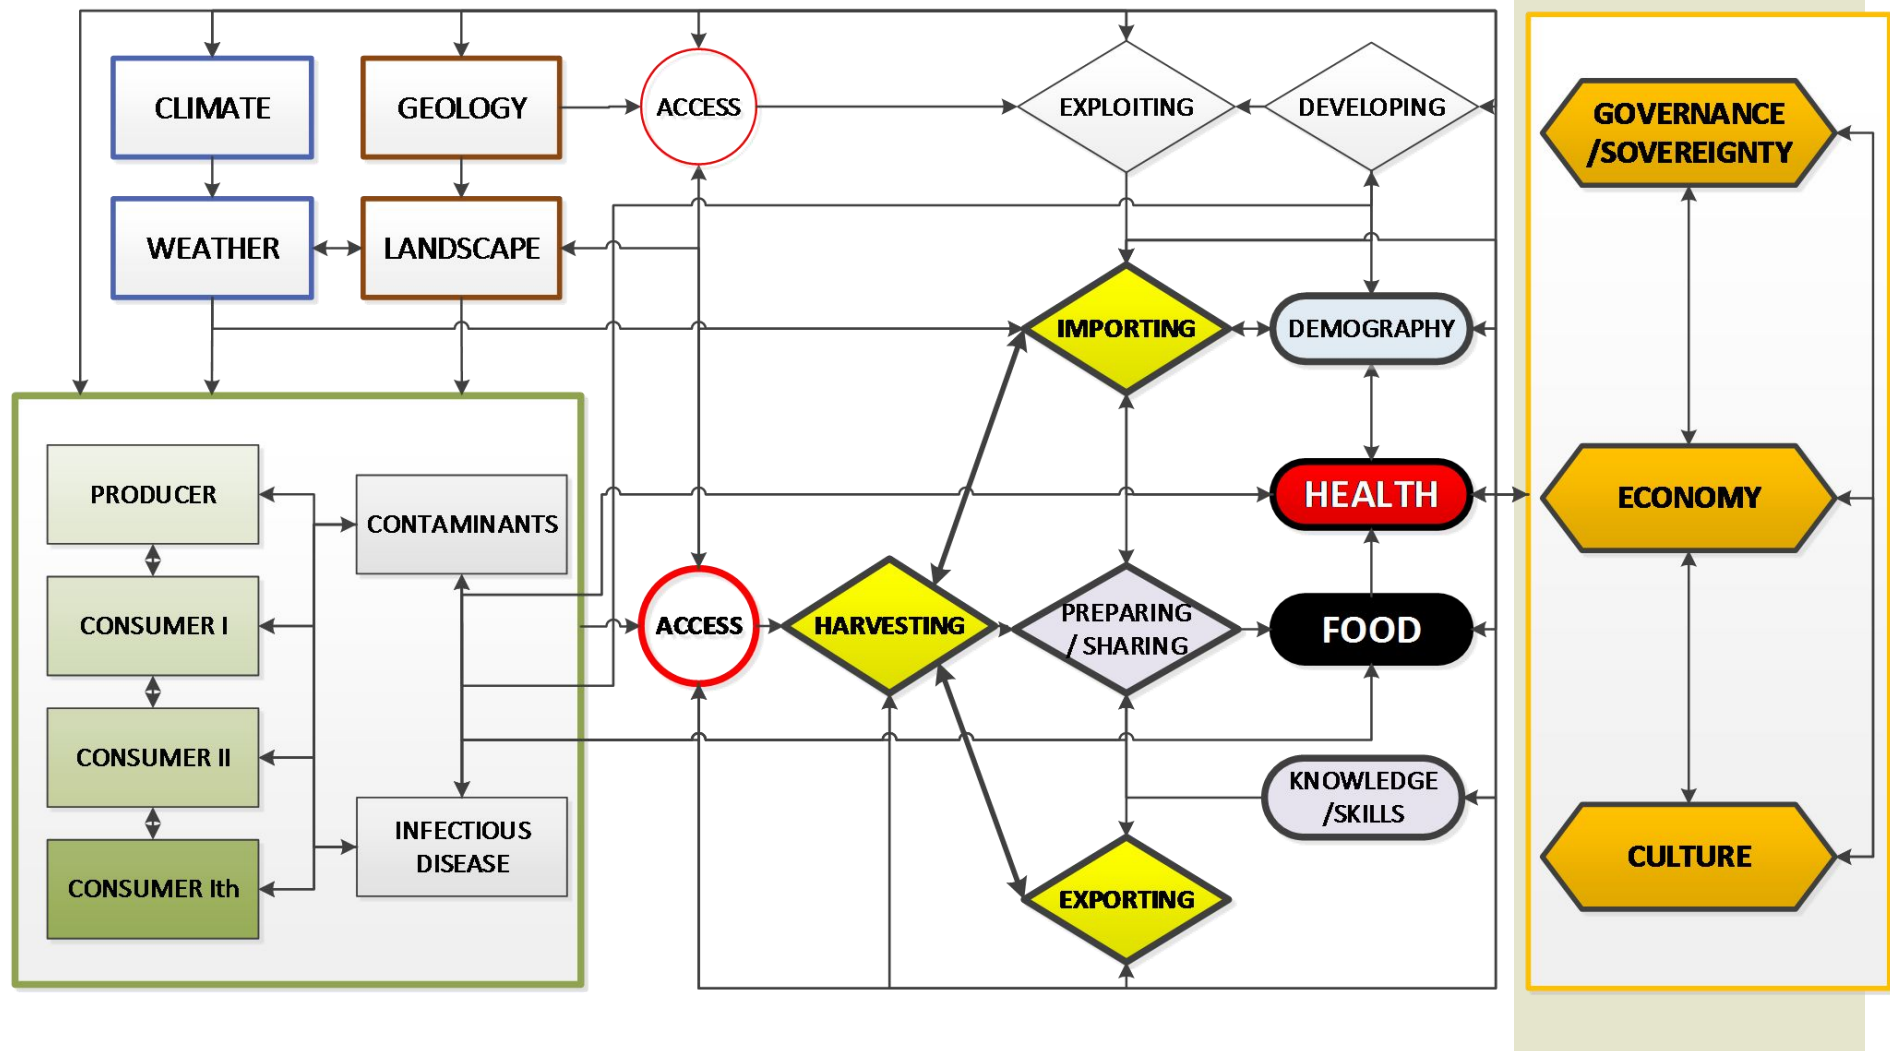 CLIMATE
GEOLOGY
ACCESS
EXPLOITING
DEVELOPING
GOVERNANCE
/SOVEREIGNTY
WEATHER
LANDSCAPE
IMPORTING
DEMOGRAPHY
PRODUCER
CONTAMINANTS
HEALTH
ECONOMY
CONSUMER I
ACCESS
HARVESTING
PREPARING
/ SHARING
FOOD
CONSUMER II
KNOWLEDGE
/SKILLS
INFECTIOUS
DISEASE
CULTURE
CONSUMER Ith
EXPORTING